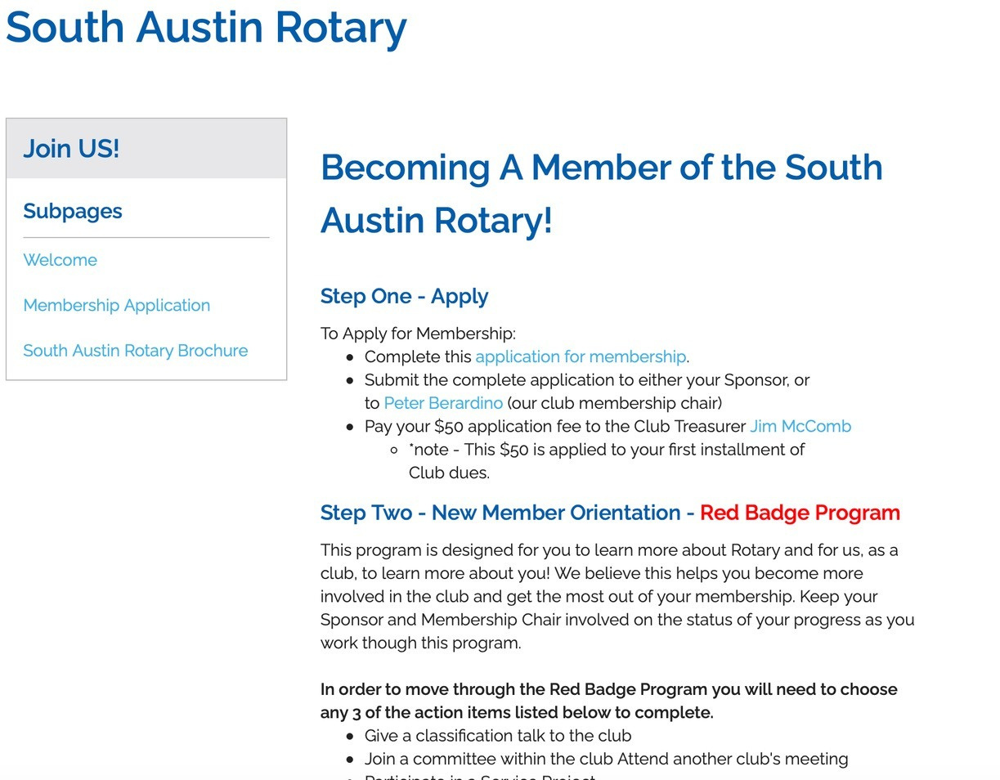 South Austin Rotary
Join US!
Subpages
Welcome
Membership Application
South Austin Rotary Brochure
Becoming A Member of the South
Austin Rotary!
Step One - Apply
To Apply for Membership:
● Complete this application for membership.
● Submit the complete application to either your Sponsor, or
to Peter Berardino (our club membership chair)
● Pay your $50 application fee to the Club Treasurer Jim McComb
○ *note - This $50 is applied to your first installment of
Club dues.
Step Two - New Member Orientation - Red Badge Program
This program is designed for you to learn more about Rotary and for us, as a
club, to learn more about you! We believe this helps you become more
involved in the club and get the most out of your membership. Keep your
Sponsor and Membership Chair involved on the status of your progress as you
work though this program.
In order to move through the Red Badge Program you will need to choose
any 3 of the action items listed below to complete.
● Give a classification talk to the club
● Join a committee within the club Attend another club's meeting
● Participate in a Service Project